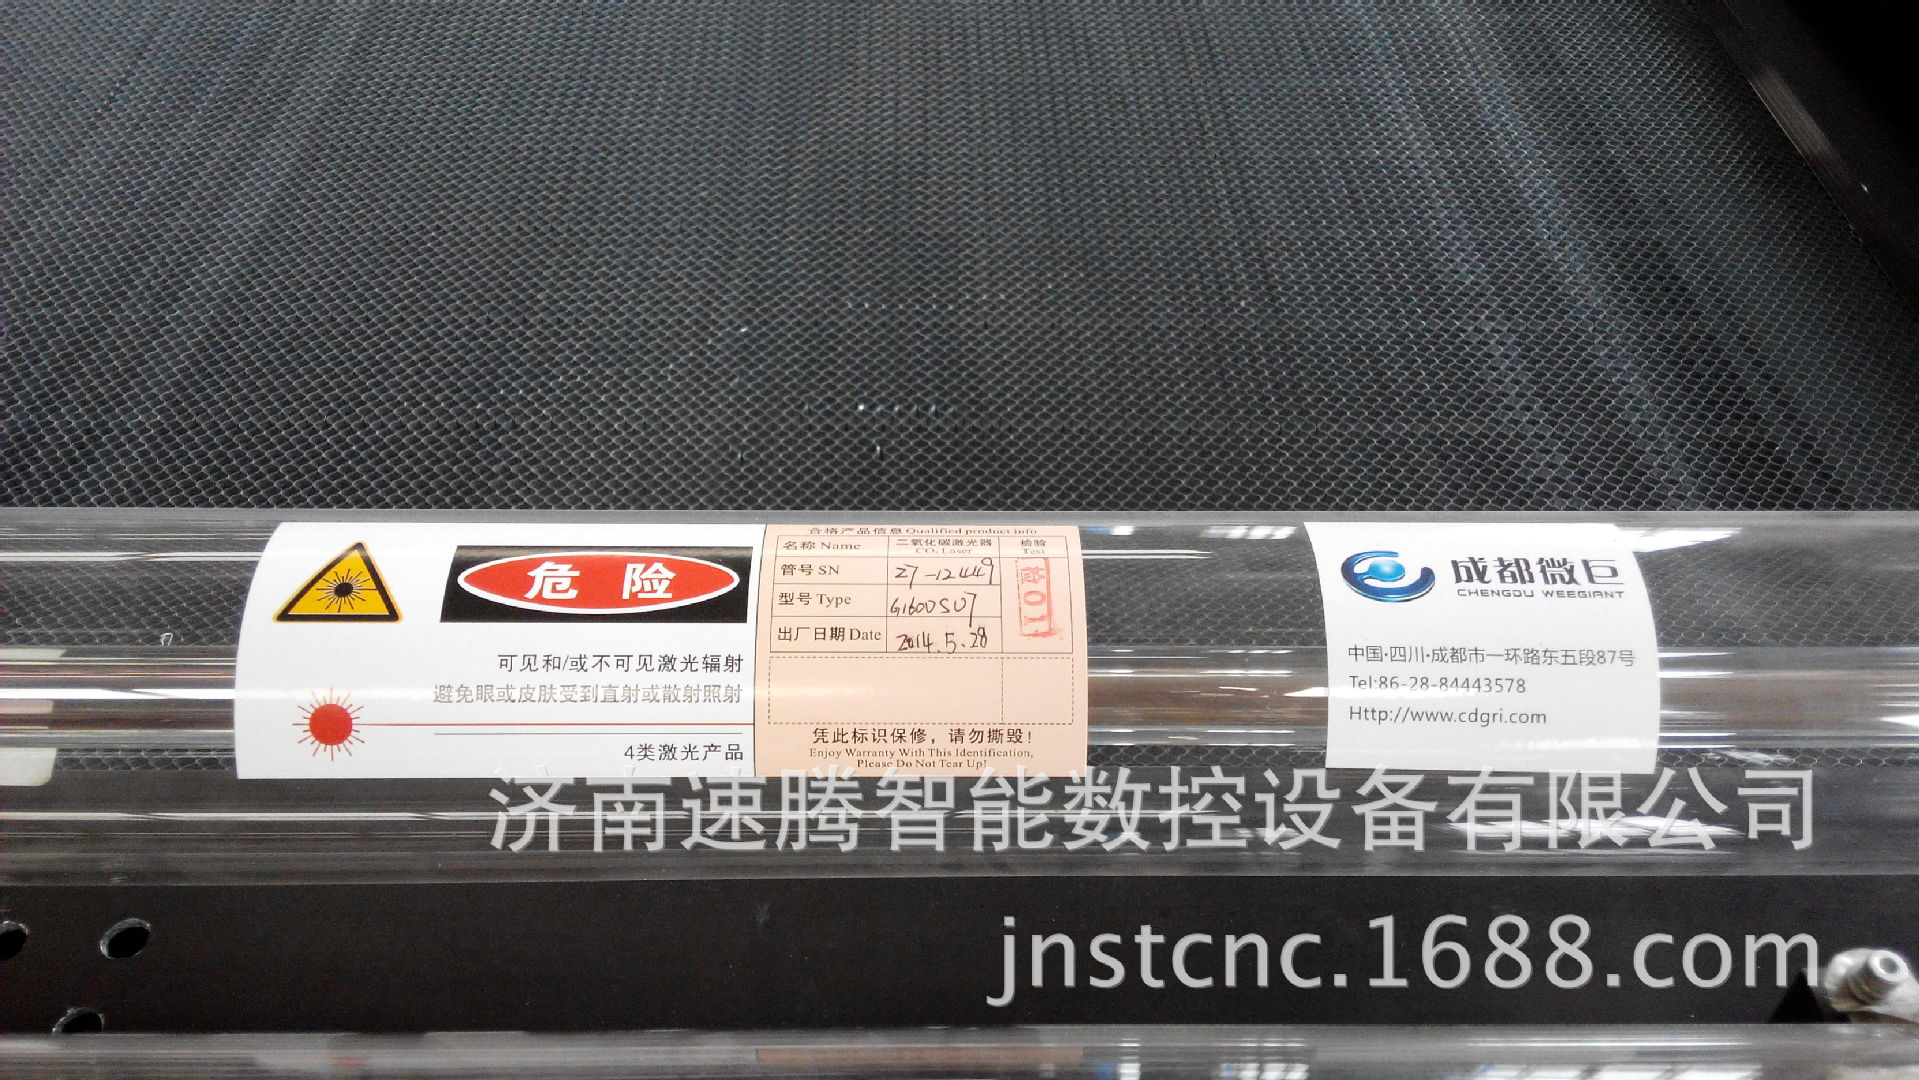 危 险
可见和/或不可见激光辐射
避免眼或皮肤受到直射或散射照射
4类激光产品
合格产品信息 Qualified product info
名称 Name 二氧化碳激光器 CO₂ Laser 检验 Test
管号 SN 27-12449
型号 Type G1600SU7
出厂日期 Date 2014.5.28
检 01
凭此标识保修，请勿撕毁！
Enjoy Warranty With This Identification,
Please Do Not Tear Up!
成都微巨
CHENGDU WEEGIANT
中国·四川·成都市一环路东五段87号
Tel:86-28-84443578
Http://www.cdgri.com
济南速腾智能数控设备有限公司
jnstcnc.1688.com